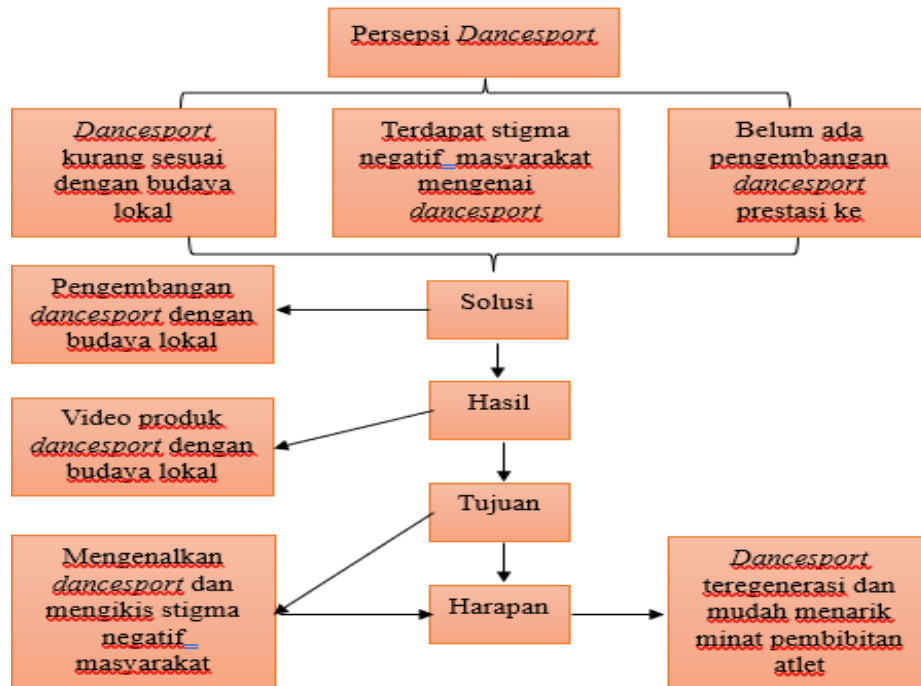 Persepsi Dancesport
Dancesport
kurang sesuai
dengan budaya
lokal
Terdapat stigma
negatif masyarakat
mengenai
dancesport
Belum ada
pengembangan
dancesport
prestasi ke
Pengembangan
dancesport dengan
budaya lokal
Solusi
Hasil
Video produk
dancesport dengan
budaya lokal
Tujuan
Mengenalkan
dancesport dan
mengikis stigma
negatif
masyarakat
Harapan
Dancesport
teregenerasi dan
mudah menarik
minat pembibitan
atlet